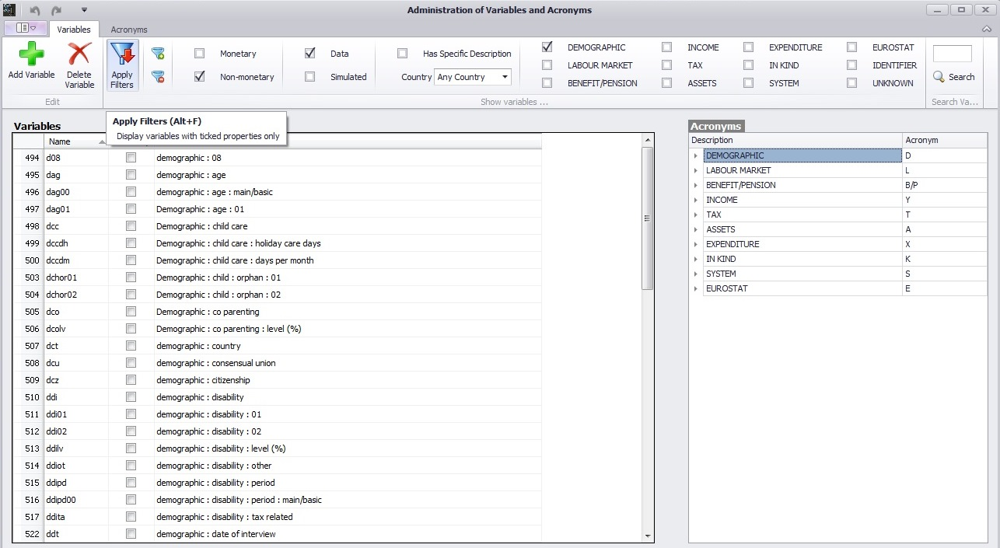 Administration of Variables and Acronyms
Variables Acronyms
Add Variable
Delete Variable
Edit
Apply Filters
Monetary
Non-monetary
Data
Simulated
Has Specific Description
Country Any Country
DEMOGRAPHIC INCOME EXPENDITURE EUROSTAT
LABOUR MARKET TAX IN KIND IDENTIFIER
BENEFIT/PENSION ASSETS SYSTEM UNKNOWN
Show variables ...
Search
Search Va...
Apply Filters (Alt+F)
Display variables with ticked properties only
Variables
Name
494 d08 demographic : 08
495 dag demographic : age
496 dag00 demographic : age : main/basic
497 dag01 Demographic : age : 01
498 dcc Demographic : child care
499 dccdh Demographic : child care : holiday care days
500 dccdm Demographic : child care : days per month
503 dchor01 Demographic : child : orphan : 01
504 dchor02 Demographic : child : orphan : 02
505 dco Demographic : co parenting
506 dcolv Demographic : co parenting : level (%)
507 dct demographic : country
508 dcu demographic : consensual union
509 dcz demographic : citizenship
510 ddi demographic : disability
511 ddi01 demographic : disability : 01
512 ddi02 demographic : disability : 02
513 ddilv demographic : disability : level (%)
514 ddiot demographic : disability : other
515 ddipd demographic : disability : period
516 ddipd00 demographic : disability : period : main/basic
517 ddita demographic : disability : tax related
522 ddt demographic : date of interview
Acronyms
Description Acronym
DEMOGRAPHIC D
LABOUR MARKET L
BENEFIT/PENSION B/P
INCOME Y
TAX T
ASSETS A
EXPENDITURE X
IN KIND K
SYSTEM S
EUROSTAT E